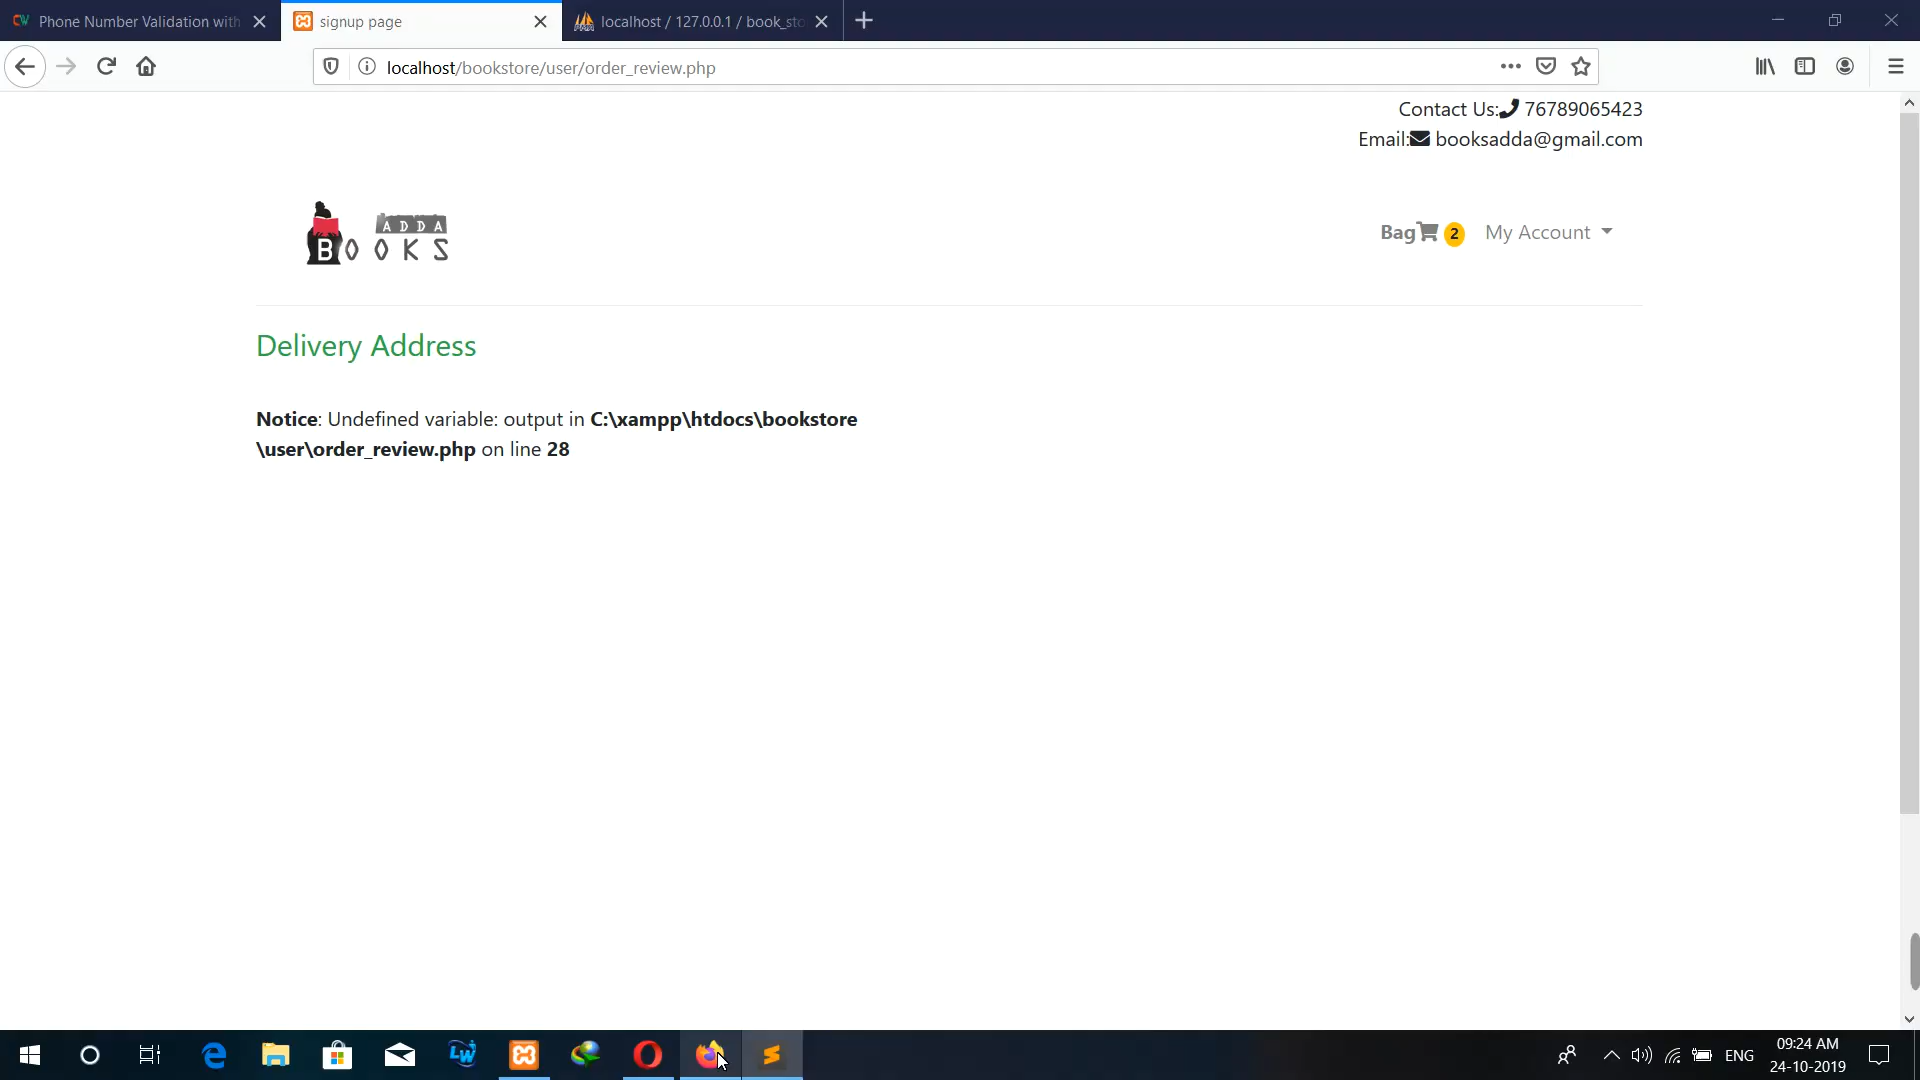 Phone Number Validation with
signup page
localhost / 127.0.0.1 / book_sto
localhost/bookstore/user/order_review.php
Contact Us: 76789065423
Email: booksadda@gmail.com
ADDA
BOOKS
Bag 2 My Account
Delivery Address
Notice: Undefined variable: output in C:\xampp\htdocs\bookstore
\user\order_review.php on line 28
ENG
09:24 AM
24-10-2019